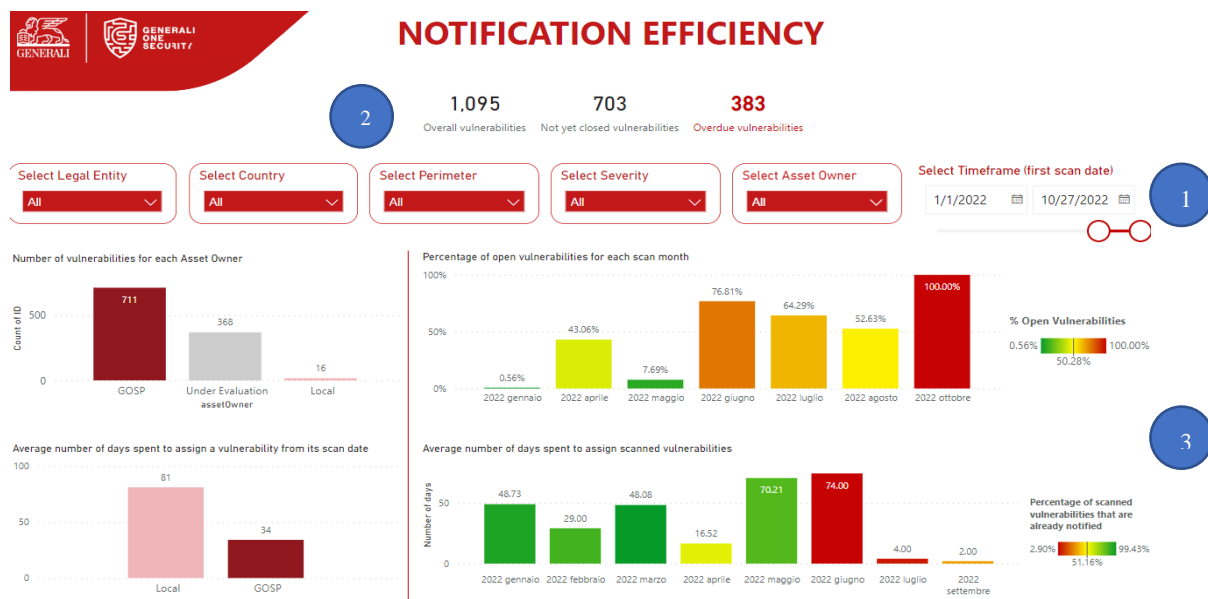 GENERALI
GENERALI
ONE
SECURITY
NOTIFICATION EFFICIENCY
2
1,095
703
383
Overall vulnerabilities
Not yet closed vulnerabilities
Overdue vulnerabilities
Select Legal Entity
All
Select Country
All
Select Perimeter
All
Select Severity
All
Select Asset Owner
All
Select Timeframe (first scan date)
1/1/2022
10/27/2022
1
Number of vulnerabilities for each Asset Owner
Count of ID
500
0
711
368
16
GOSP
Under Evaluation
Local
assetOwner
Percentage of open vulnerabilities for each scan month
100%
50%
0%
0.56%
43.06%
7.69%
76.81%
64.29%
52.63%
100.00%
2022 gennaio
2022 aprile
2022 maggio
2022 giugno
2022 luglio
2022 agosto
2022 ottobre
% Open Vulnerabilities
0.56%
100.00%
50.28%
Average number of days spent to assign a vulnerability from its scan date
100
50
0
81
34
Local
GOSP
Average number of days spent to assign scanned vulnerabilities
Number of days
50
0
48.73
29.00
48.08
16.52
70.21
74.00
4.00
2.00
2022 gennaio
2022 febbraio
2022 marzo
2022 aprile
2022 maggio
2022 giugno
2022 luglio
2022
settembre
3
Percentage of scanned
vulnerabilities that are
already notified
2.90%
99.43%
51.16%